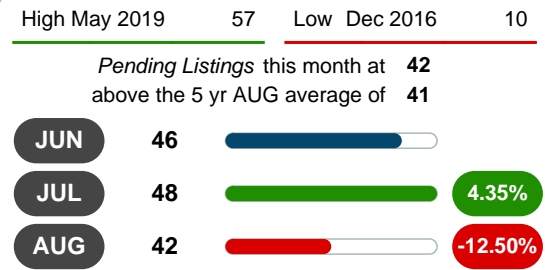 High May 2019 57 Low Dec 2016 10
Pending Listings this month at 42
above the 5 yr AUG average of 41
JUN 46
JUL 48 4.35%
AUG 42 -12.50%